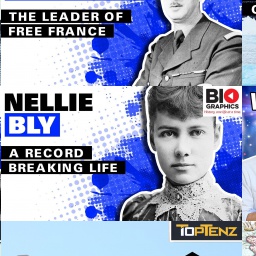 THE LEADER OF
FREE FRANCE
NELLIE
BLY
BIO
GRAPHICS
A RECORD
BREAKING LIFE
TOPTENZ